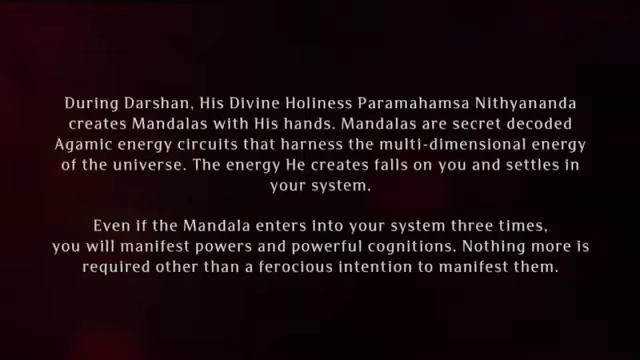 During Darshan, His Divine Holiness Paramahamsa Nithyananda
creates Mandalas with His hands. Mandalas are secret decoded
Agamic energy circuits that harness the multi-dimensional energy
of the universe. The energy He creates falls on you and settles in
your system.
Even if the Mandala enters into your system three times,
you will manifest powers and powerful cognitions. Nothing more is
required other than a ferocious intention to manifest them.